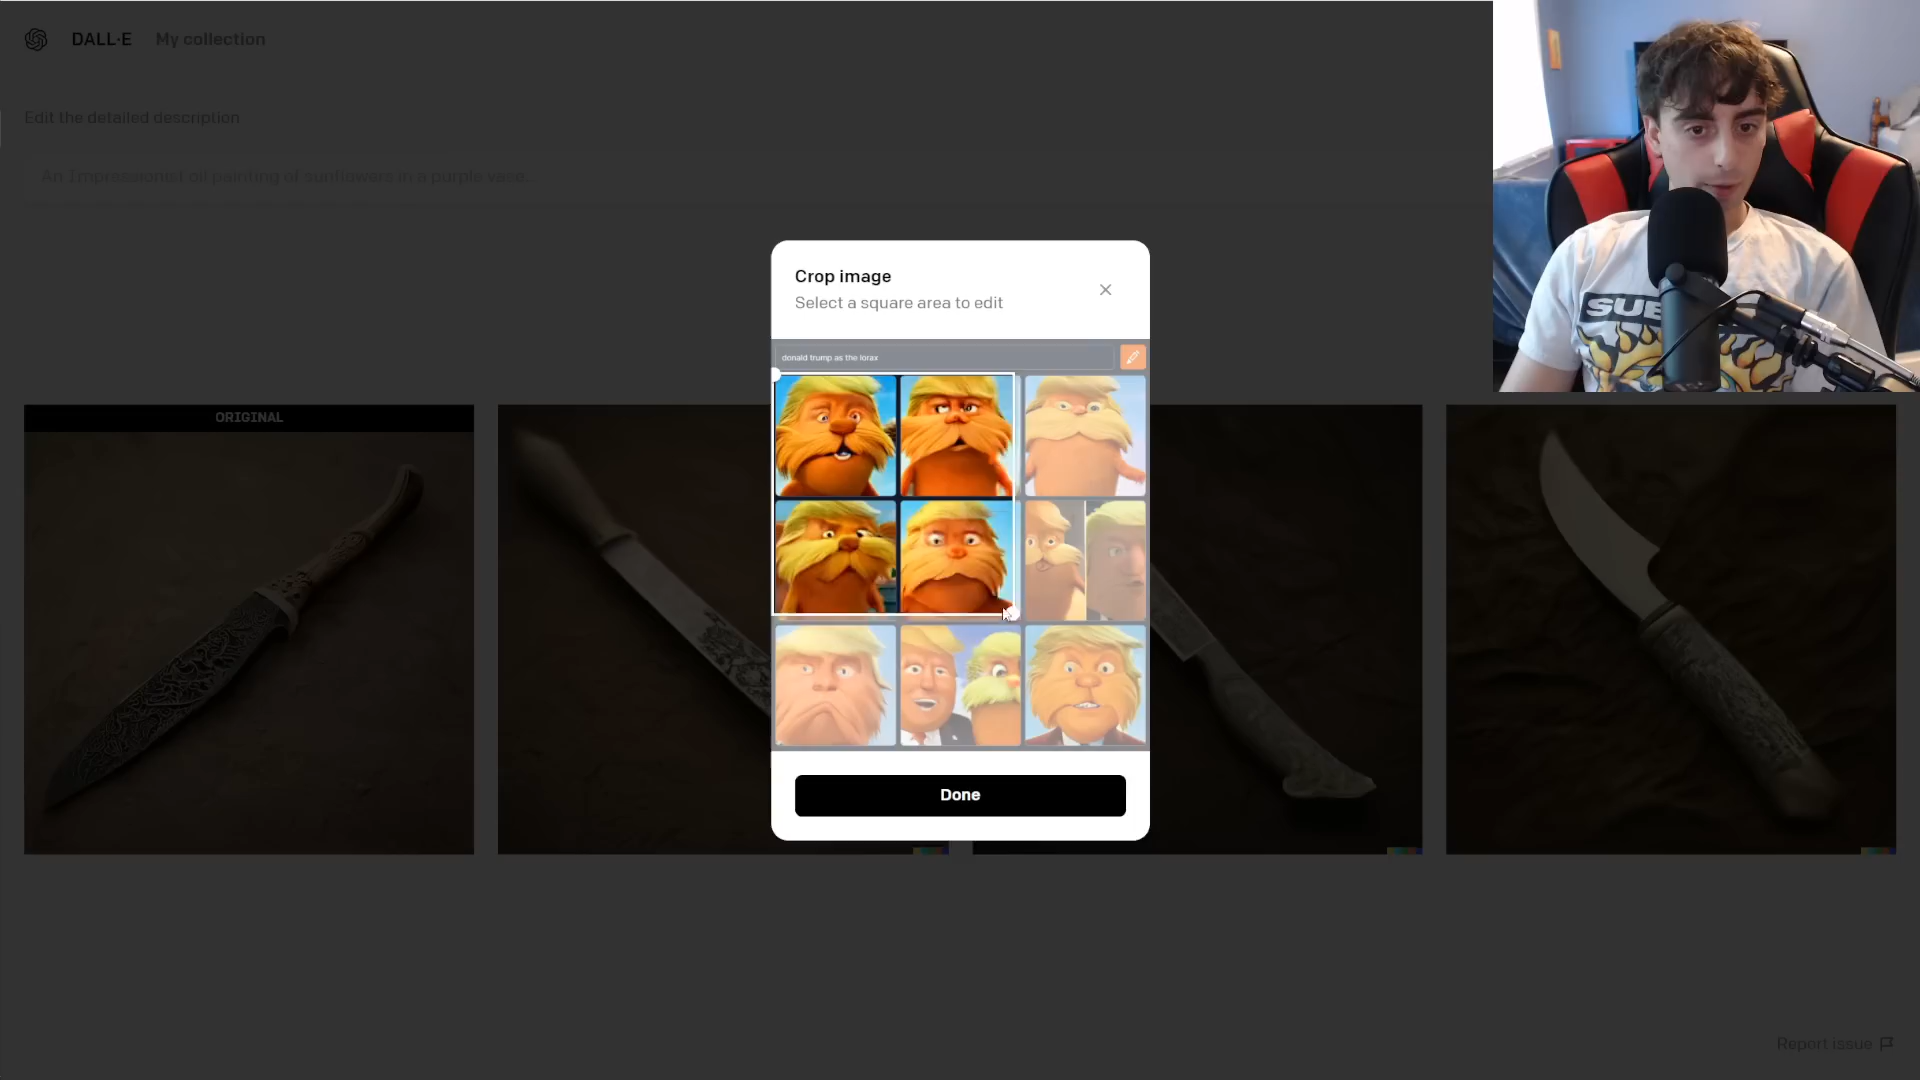 DALL·E My collection
Edit the detailed description
An Impressionist oil painting of sunflowers in a purple vase...
Crop image
Select a square area to edit
donald trump as the lorax
ORIGINAL
Done
Report issue
SUB